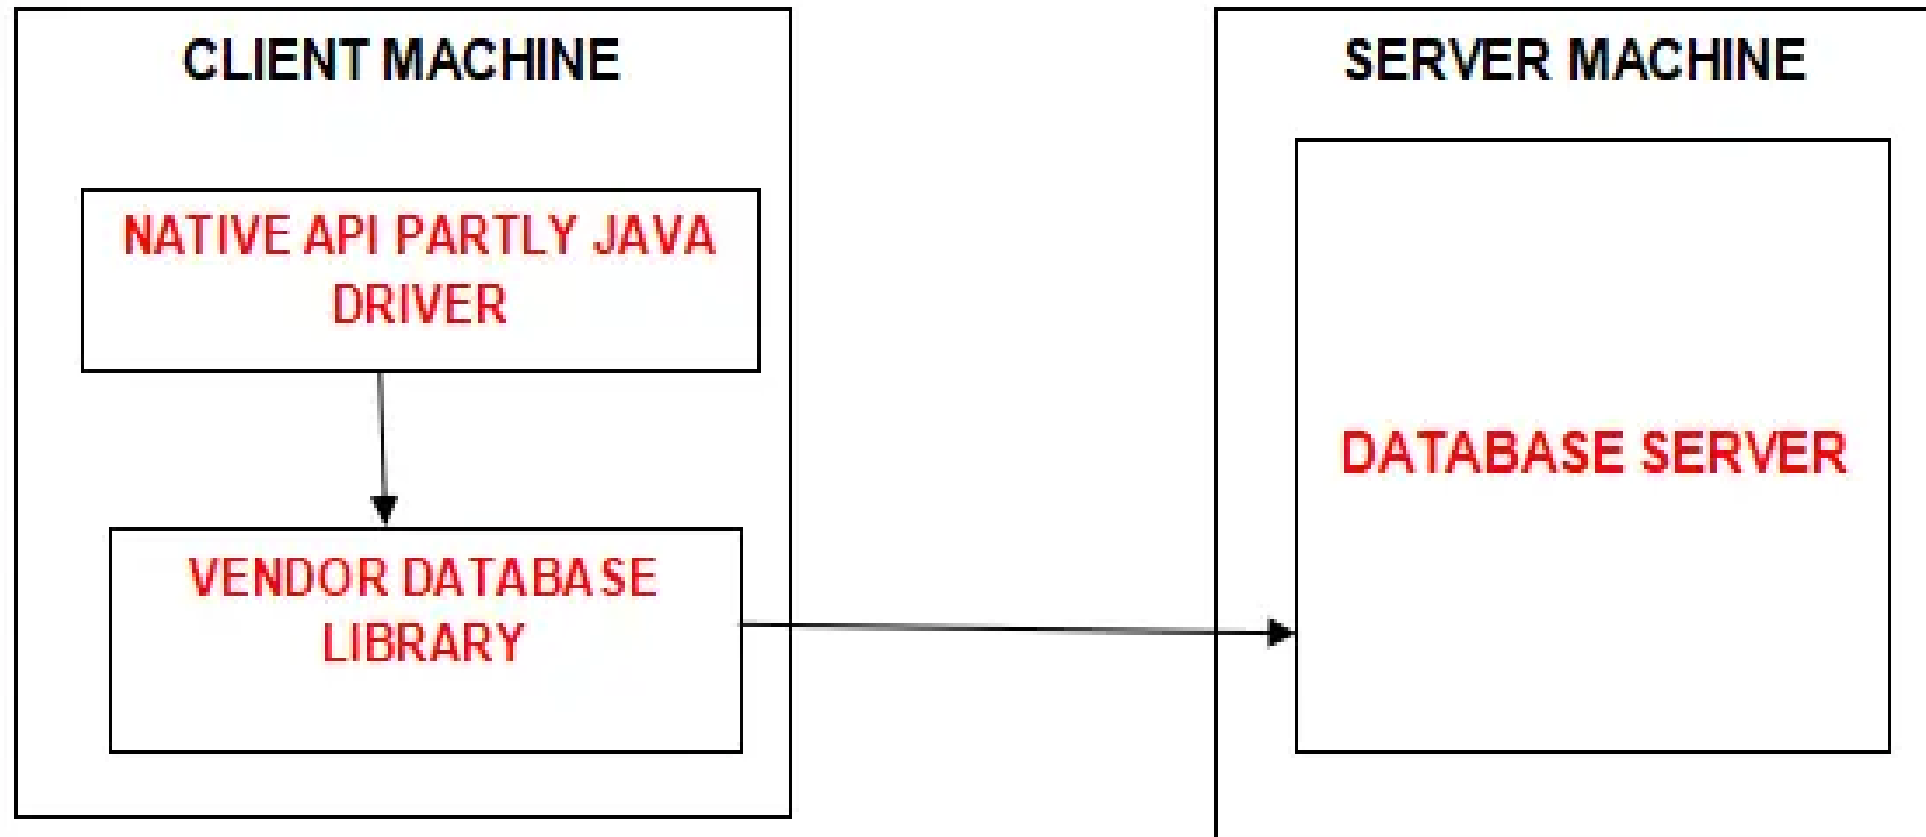 CLIENT MACHINE
NATIVE API PARTLY JAVA
DRIVER
VENDOR DATABASE
LIBRARY
SERVER MACHINE
DATABASE SERVER